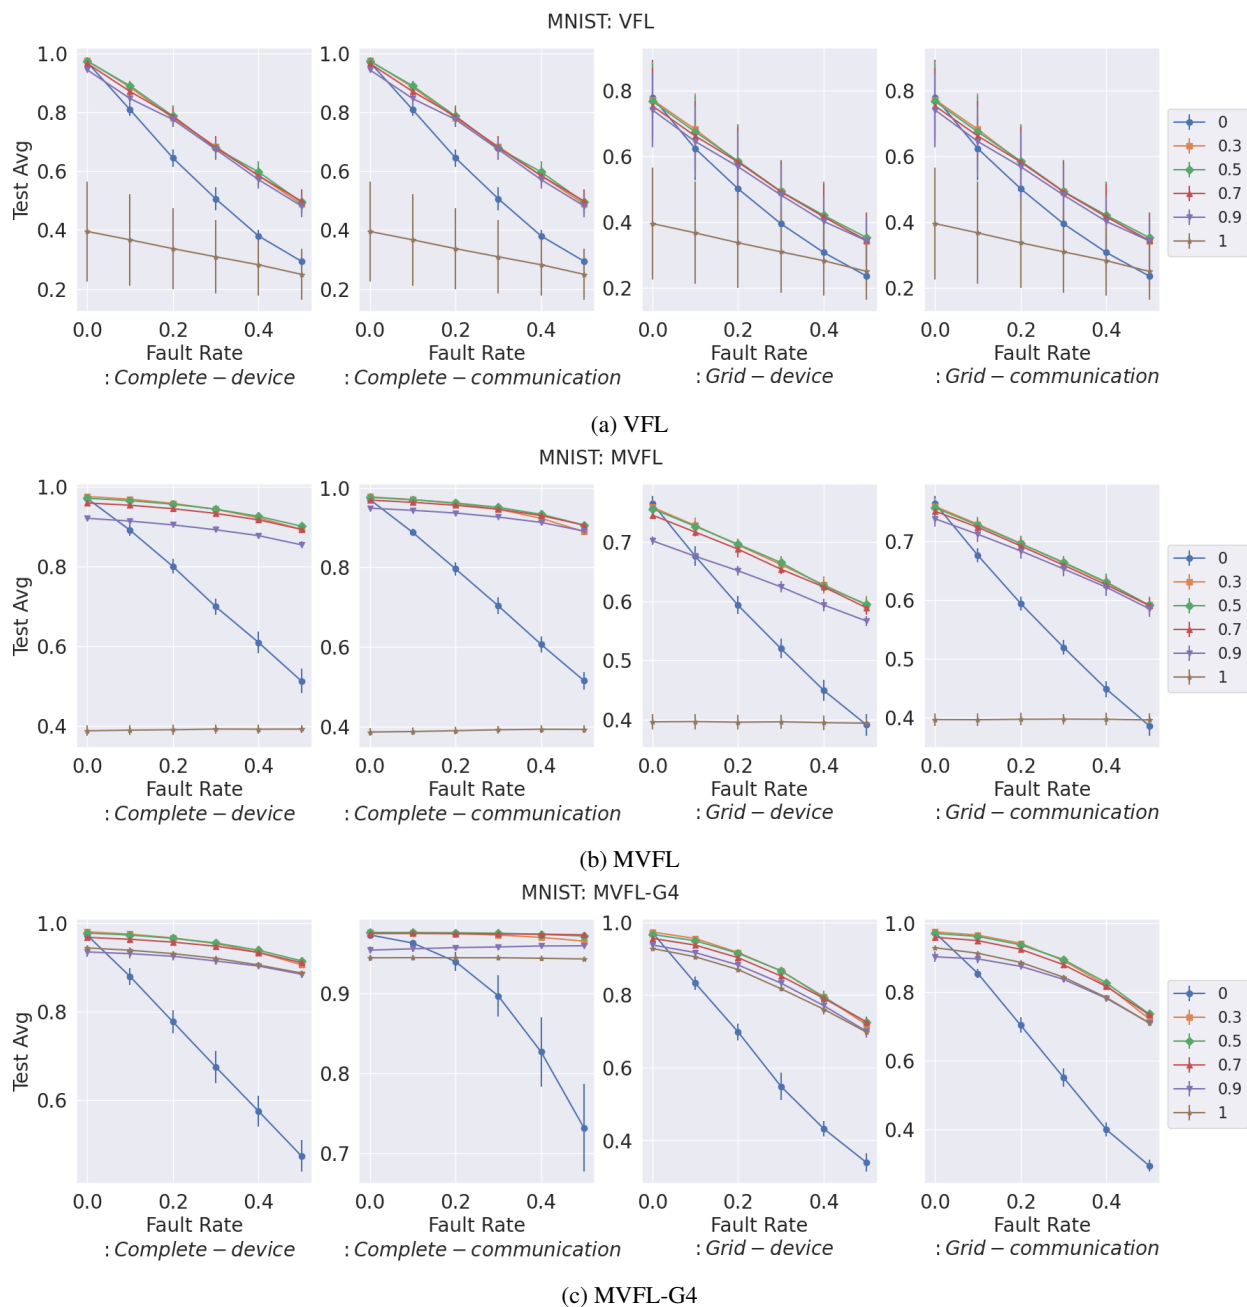 MNIST: VFL
Test Avg
1.0 0.8 0.6 0.4 0.2
0.0 0.2 0.4
Fault Rate
: Complete − device
1.0 0.8 0.6 0.4 0.2
0.0 0.2 0.4
Fault Rate
: Complete − communication
0.8 0.6 0.4 0.2
0.0 0.2 0.4
Fault Rate
: Grid − device
0.8 0.6 0.4 0.2
0.0 0.2 0.4
Fault Rate
: Grid − communication
0
0.3
0.5
0.7
0.9
1
(a) VFL
MNIST: MVFL
Test Avg
1.0 0.8 0.6 0.4
0.0 0.2 0.4
Fault Rate
: Complete − device
1.0 0.8 0.6 0.4
0.0 0.2 0.4
Fault Rate
: Complete − communication
0.7 0.6 0.5 0.4
0.0 0.2 0.4
Fault Rate
: Grid − device
0.7 0.6 0.5 0.4
0.0 0.2 0.4
Fault Rate
: Grid − communication
0
0.3
0.5
0.7
0.9
1
(b) MVFL
MNIST: MVFL-G4
Test Avg
1.0 0.8 0.6
0.0 0.2 0.4
Fault Rate
: Complete − device
0.9 0.8 0.7
0.0 0.2 0.4
Fault Rate
: Complete − communication
1.0 0.8 0.6 0.4
0.0 0.2 0.4
Fault Rate
: Grid − device
1.0 0.8 0.6 0.4
0.0 0.2 0.4
Fault Rate
: Grid − communication
0
0.3
0.5
0.7
0.9
1
(c) MVFL-G4